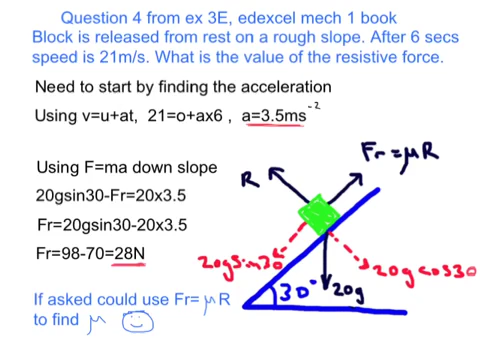 Question 4 from ex 3E, edexcel mech 1 book
Block is released from rest on a rough slope. After 6 secs
speed is 21m/s. What is the value of the resistive force.
Need to start by finding the acceleration
Using v=u+at, 21=o+ax6 , a=3.5ms⁻²
Using F=ma down slope
20gsin30-Fr=20x3.5
Fr=20gsin30-20x3.5
Fr=98-70=28N
If asked could use Fr= μR
to find μ
R
Fr=μR
20gsin30
20gcos30
30°
20g